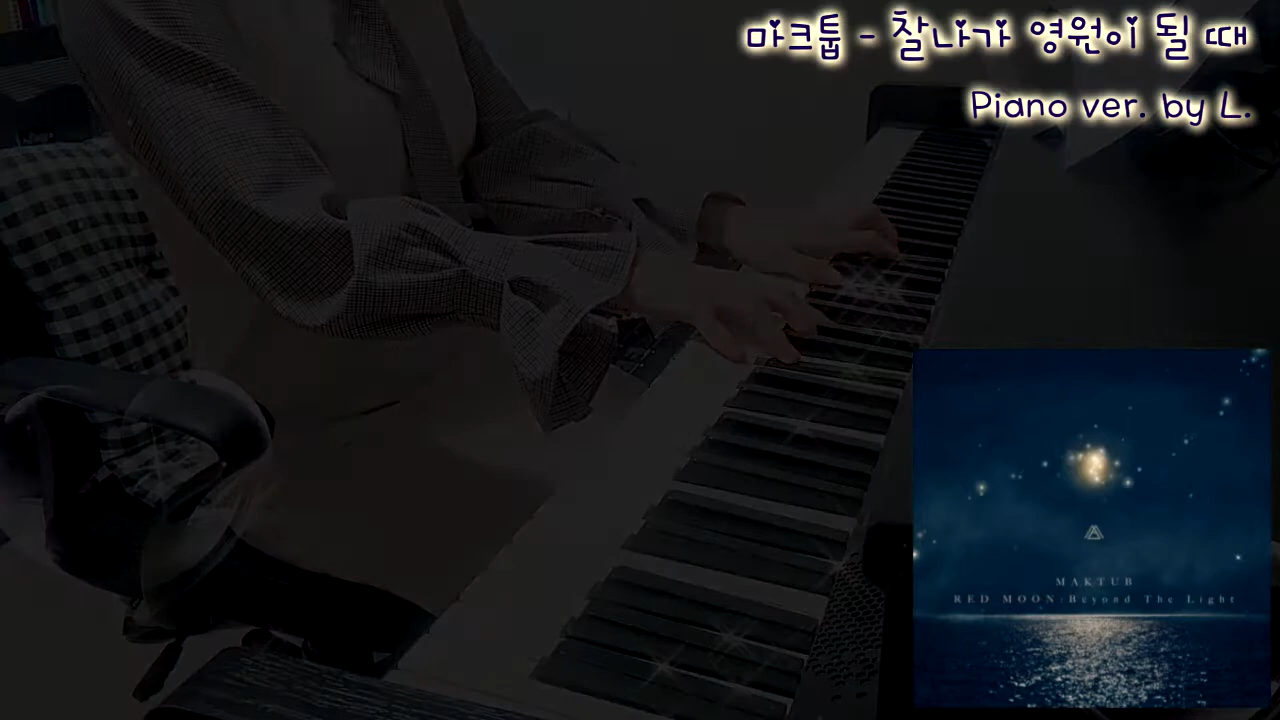 마크툽 - 찰나가 영원이 될 때
Piano ver. by L.
MAKTUB
RED MOON:Beyond The Light